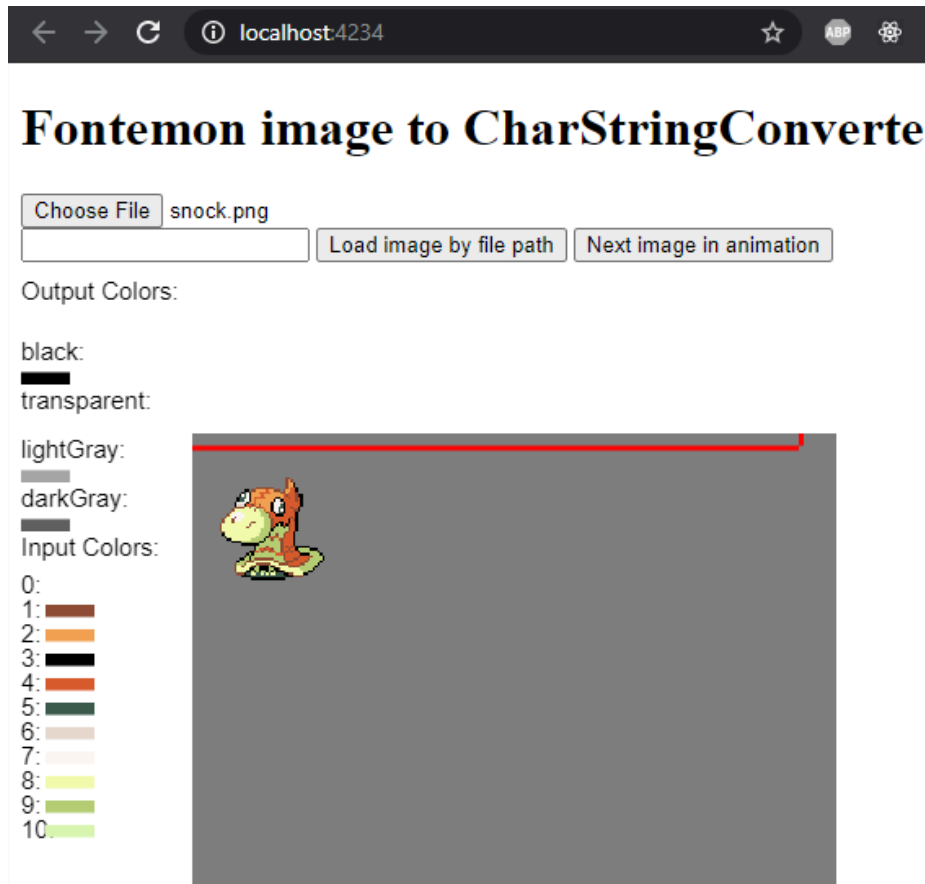 localhost:4234
ABP
Fontemon image to CharStringConverte
Choose File snock.png
Load image by file path Next image in animation
Output Colors:
black:
transparent:
lightGray:
darkGray:
Input Colors:
0:
1:
2:
3:
4:
5:
6:
7:
8:
9:
10: